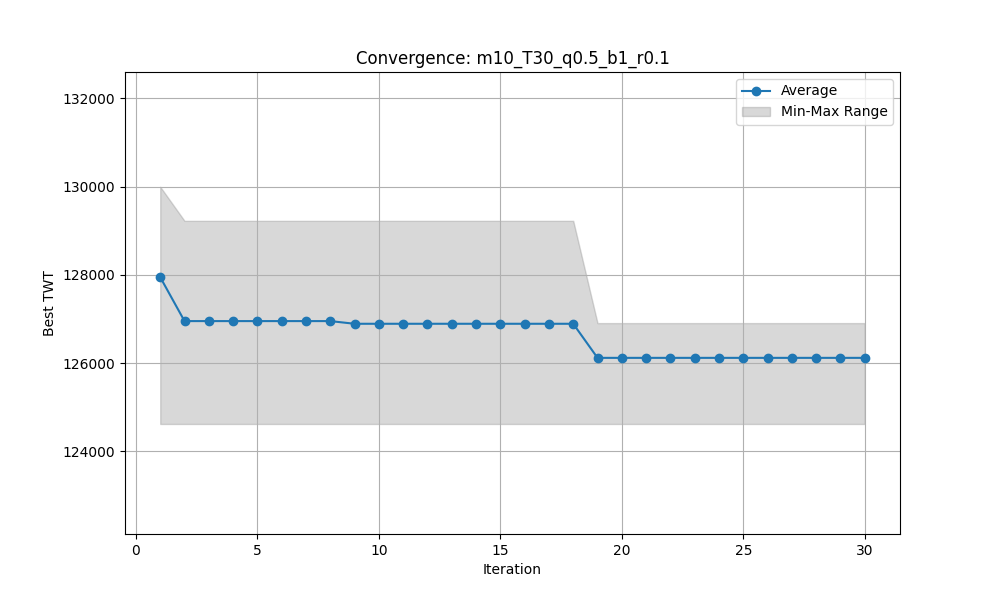 Convergence: m10_T30_q0.5_b1_r0.1
Average
Min-Max Range
Best TWT
132000
130000
128000
126000
124000
0 5 10 15 20 25 30
Iteration